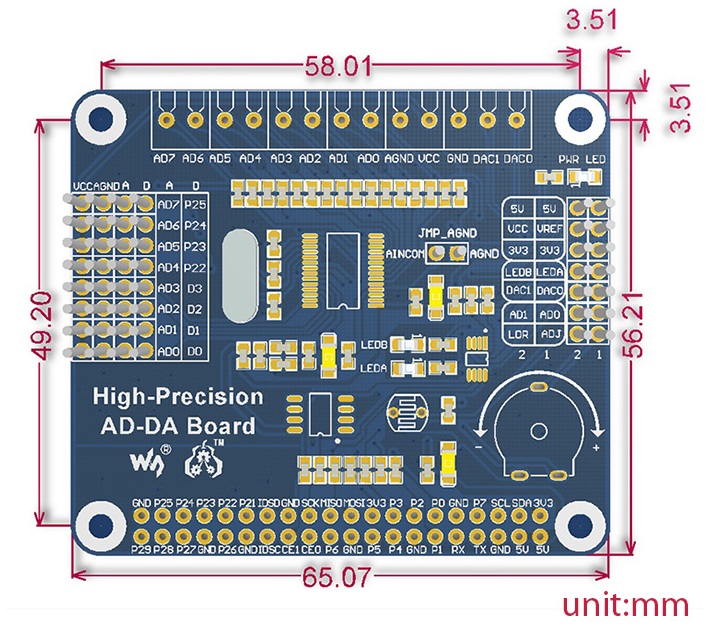 3.51
58.01
3.51
AD7 AD6 AD5 AD4 AD3 AD2 AD1 AD0 AGND VCC GND DAC1 DAC0
PWR LED
VCC AGND A D A D
AD7 P25
AD6 P24
AD5 P23
AD4 P22
AD3 D3
AD2 D2
AD1 D1
AD0 D0
JMP_AGND
AINCOM AGND
5V 5V
VCC VREF
3V3 3V3
LEDB LEDA
DAC1 DAC0
AD1 AD0
LDR ADJ
2 1 2 1
LEDB
LEDA
49.20
56.21
High-Precision
AD-DA Board
® TM
- +
GND P25 P24 P23 P22 P21 IDSD GND SCK MISO MOSI 3V3 P3 P2 P0 GND P7 SCL SDA 3V3
P29 P28 P27 GND P26 GND IDSC CE1 CE0 P6 GND P5 P4 GND P1 RX TX GND 5V 5V
65.07
unit:mm